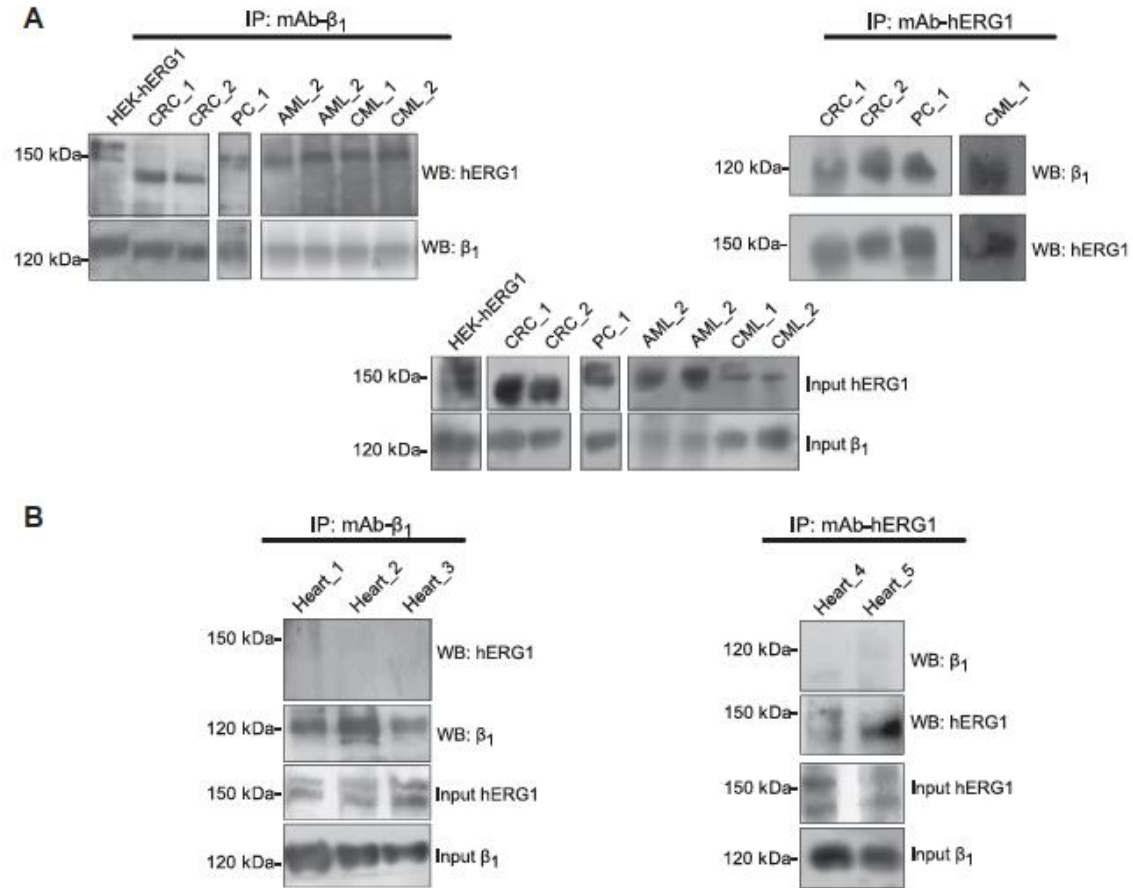 A
IP: mAb-β1
HEK-hERG1
CRC_1
CRC_2
PC_1
AML_2
AML_2
CML_1
CML_2
150 kDa-
WB: hERG1
120 kDa-
WB: β1
IP: mAb-hERG1
CRC_1
CRC_2
PC_1
CML_1
120 kDa-
WB: β1
150 kDa-
WB: hERG1
HEK-hERG1
CRC_1
CRC_2
PC_1
AML_2
AML_2
CML_1
CML_2
150 kDa-
Input hERG1
120 kDa-
Input β1
B
IP: mAb-β1
Heart_1
Heart_2
Heart_3
150 kDa-
WB: hERG1
120 kDa-
WB: β1
150 kDa-
Input hERG1
120 kDa-
Input β1
IP: mAb-hERG1
Heart_4
Heart_5
120 kDa-
WB: β1
150 kDa-
WB: hERG1
150 kDa-
Input hERG1
120 kDa-
Input β1